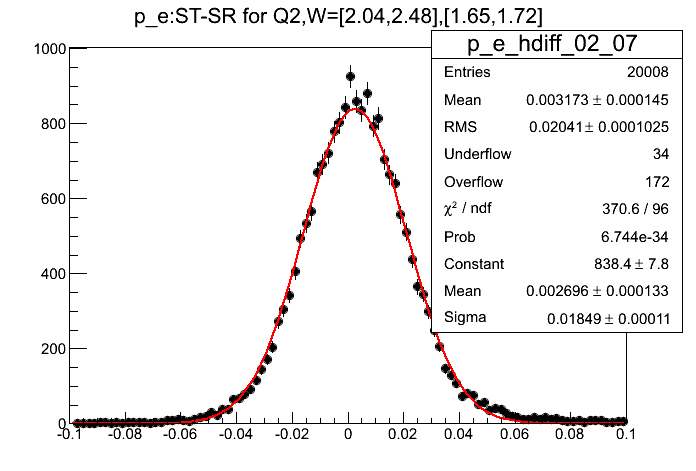 p_e:ST-SR for Q2,W=[2.04,2.48],[1.65,1.72]
p_e_hdiff_02_07
Entries 20008
Mean 0.003173 ± 0.000145
RMS 0.02041 ± 0.0001025
Underflow 34
Overflow 172
χ² / ndf 370.6 / 96
Prob 6.744e-34
Constant 838.4 ± 7.8
Mean 0.002696 ± 0.000133
Sigma 0.01849 ± 0.00011
1000
800
600
400
200
0
-0.1 -0.08 -0.06 -0.04 -0.02 0 0.02 0.04 0.06 0.08 0.1